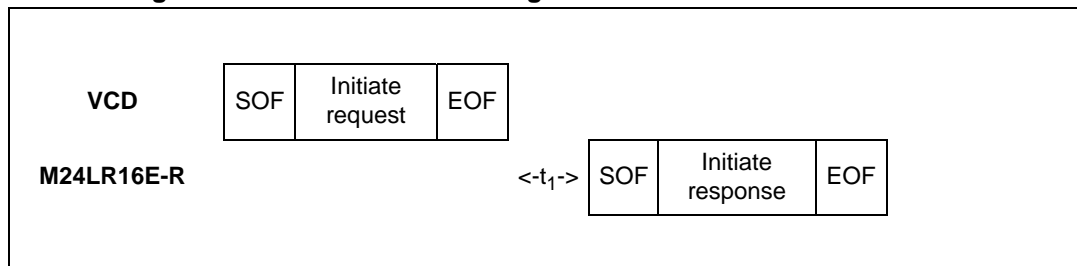 VCD SOF Initiate request EOF
M24LR16E-R <-t1-> SOF Initiate response EOF